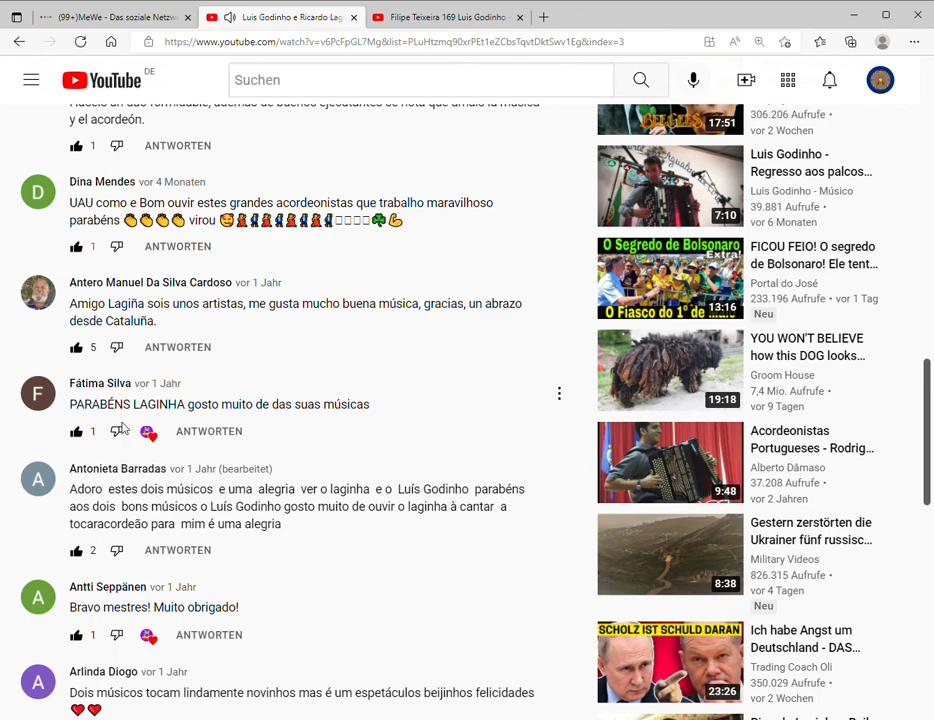 (99+)MeWe - Das soziale Netzwe
Luis Godinho e Ricardo Lag
Filipe Teixeira 169 Luis Godinho
https://www.youtube.com/watch?v=v6PcFpGL7Mg&list=PLuHtzmq90xrPEt1eZCbsTqvtDktSwv1Eg&index=3
YouTube DE
Suchen
y el acordeón.
1 ANTWORTEN
D
Dina Mendes vor 4 Monaten
UAU como e Bom ouvir estes grandes acordeonistas que trabalho maravilhoso
parabéns 👏👏👏👏 virou
1 ANTWORTEN
Antero Manuel Da Silva Cardoso vor 1 Jahr
Amigo Lagiña sois unos artistas, me gusta mucho buena música, gracias, un abrazo
desde Cataluña.
5 ANTWORTEN
F
Fátima Silva vor 1 Jahr
PARABÉNS LAGINHA gosto muito de das suas músicas
1 ANTWORTEN
A
Antonieta Barradas vor 1 Jahr (bearbeitet)
Adoro estes dois músicos e uma alegria ver o laginha e o Luís Godinho parabéns
aos dois bons músicos o Luís Godinho gosto muito de ouvir o laginha à cantar a
tocaracordeão para mim é uma alegria
2 ANTWORTEN
A
Antti Seppänen vor 1 Jahr
Bravo mestres! Muito obrigado!
1 ANTWORTEN
A
Arlinda Diogo vor 1 Jahr
Dois músicos tocam lindamente novinhos mas é um espetáculos beijinhos felicidades
BEEGEES
17:51
306.206 Aufrufe •
vor 2 Wochen
7:10
Luis Godinho -
Regresso aos palcos...
Luis Godinho - Músico
39.881 Aufrufe •
vor 6 Monaten
O Segredo de Bolsonaro
Extra!
13:16
O Fiasco do 1° de Maio
FICOU FEIO! O segredo
de Bolsonaro! Ele tent...
Portal do José
233.196 Aufrufe • vor 1 Tag
Neu
19:18
YOU WON'T BELIEVE
how this DOG looks...
Groom House
7,4 Mio. Aufrufe •
vor 9 Tagen
9:48
Acordeonistas
Portugueses - Rodrig...
Alberto Dâmaso
37.208 Aufrufe •
vor 2 Jahren
8:38
Gestern zerstörten die
Ukrainer fünf russisc...
Military Videos
826.315 Aufrufe •
vor 4 Tagen
Neu
SCHOLZ IST SCHULD DARAN
23:26
Ich habe Angst um
Deutschland - DAS...
Trading Coach Oli
350.029 Aufrufe •
vor 2 Wochen